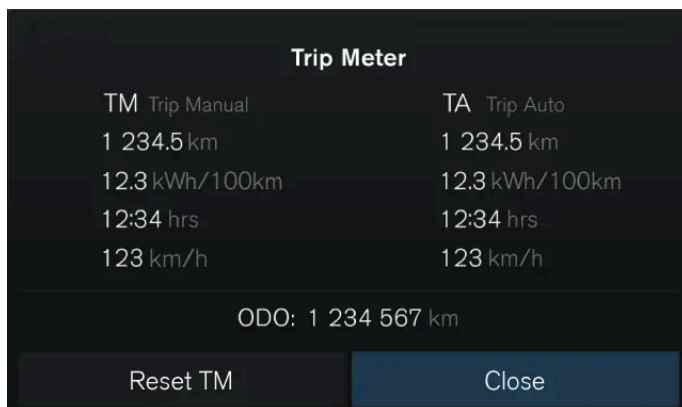 Trip Meter
TM Trip Manual
1 234.5 km
12.3 kWh/100km
12:34 hrs
123 km/h
TA Trip Auto
1 234.5 km
12.3 kWh/100km
12:34 hrs
123 km/h
ODO: 1 234 567 km
Reset TM
Close